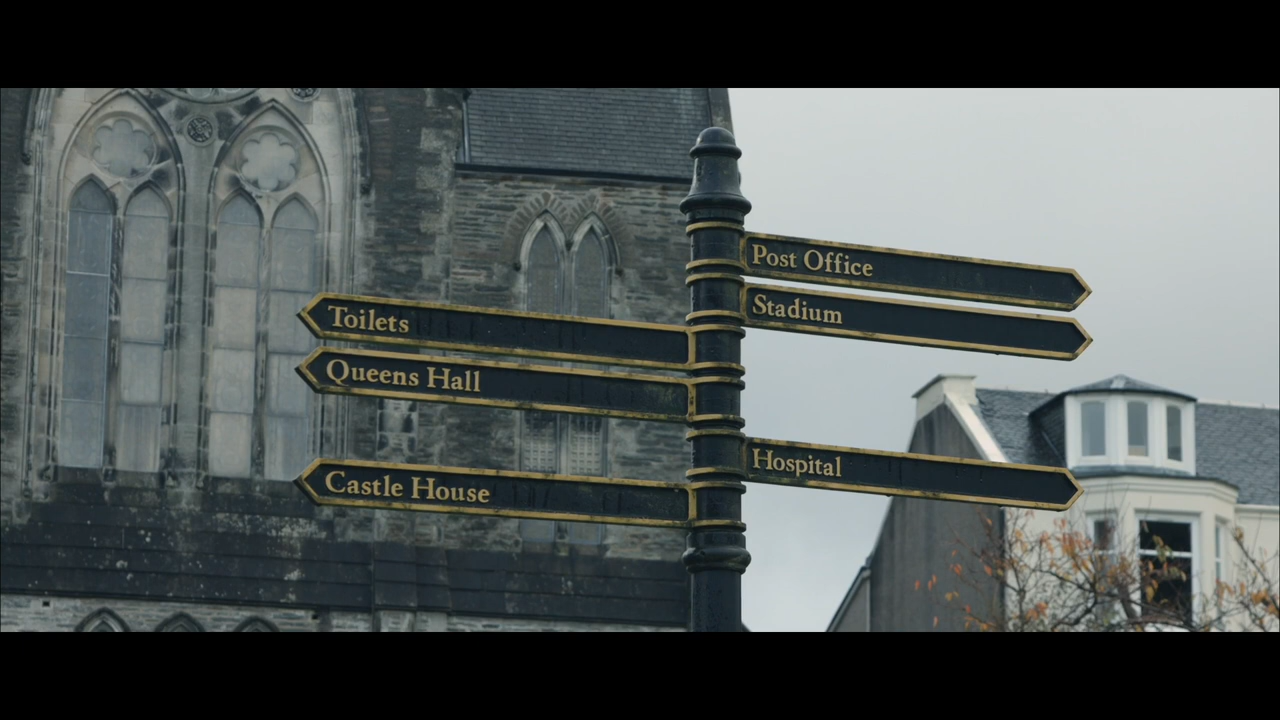 Toilets
Queens Hall
Castle House
Post Office
Stadium
Hospital